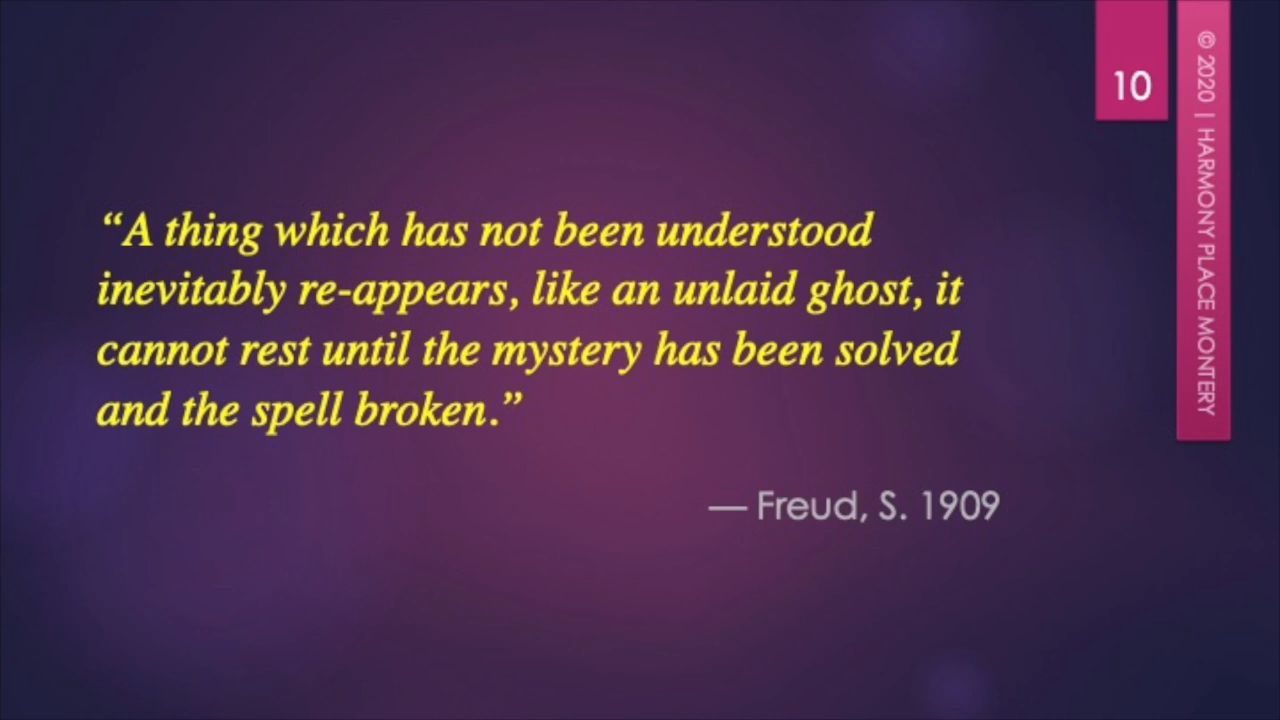 “A thing which has not been understood
inevitably re-appears, like an unlaid ghost, it
cannot rest until the mystery has been solved
and the spell broken.”
— Freud, S. 1909
10
© 2020 | HARMONY PLACE MONTERY